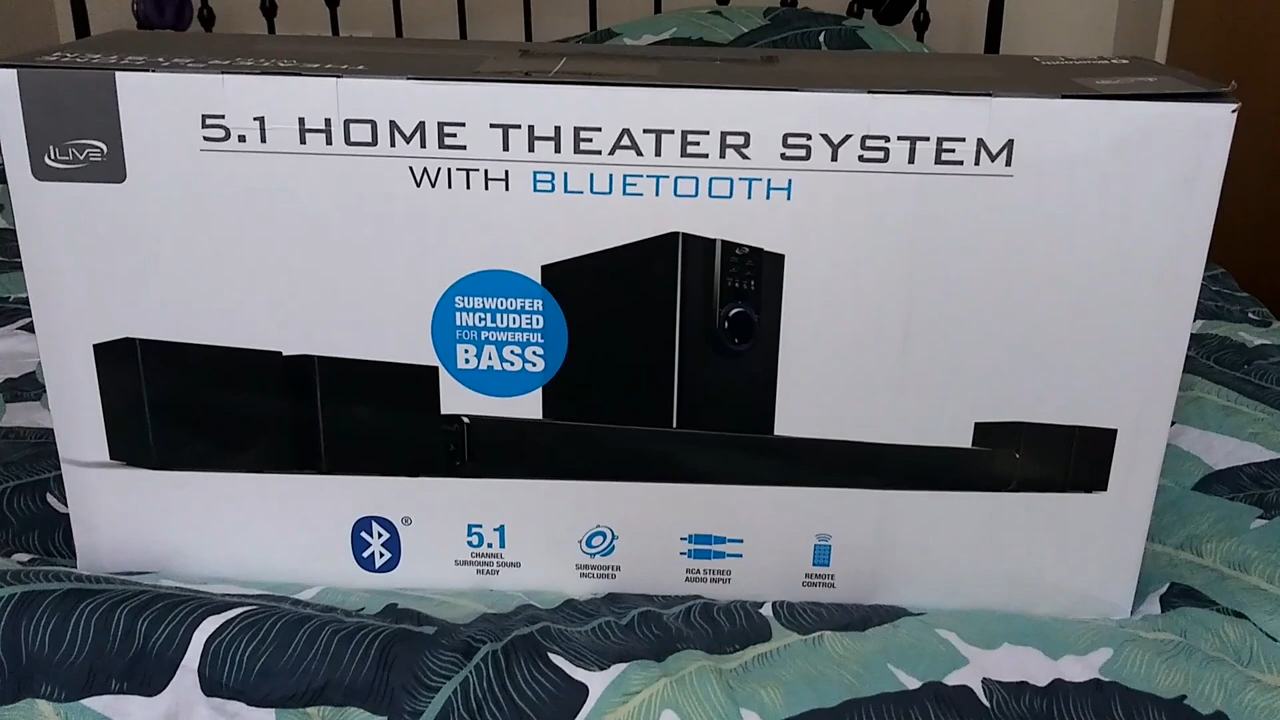 iLIVE
5.1 HOME THEATER SYSTEM
WITH BLUETOOTH
SUBWOOFER
INCLUDED
FOR POWERFUL
BASS
®
5.1
CHANNEL
SURROUND SOUND
READY
SUBWOOFER
INCLUDED
RCA STEREO
AUDIO INPUT
REMOTE
CONTROL